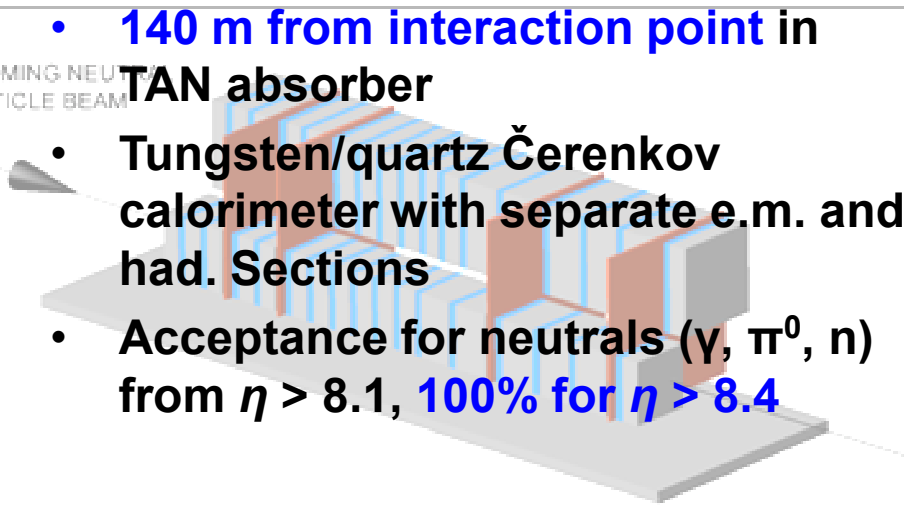 • 140 m from interaction point in
TAN absorber
• Tungsten/quartz Čerenkov
calorimeter with separate e.m. and
had. Sections
• Acceptance for neutrals (γ, π⁰, n)
from η > 8.1, 100% for η > 8.4